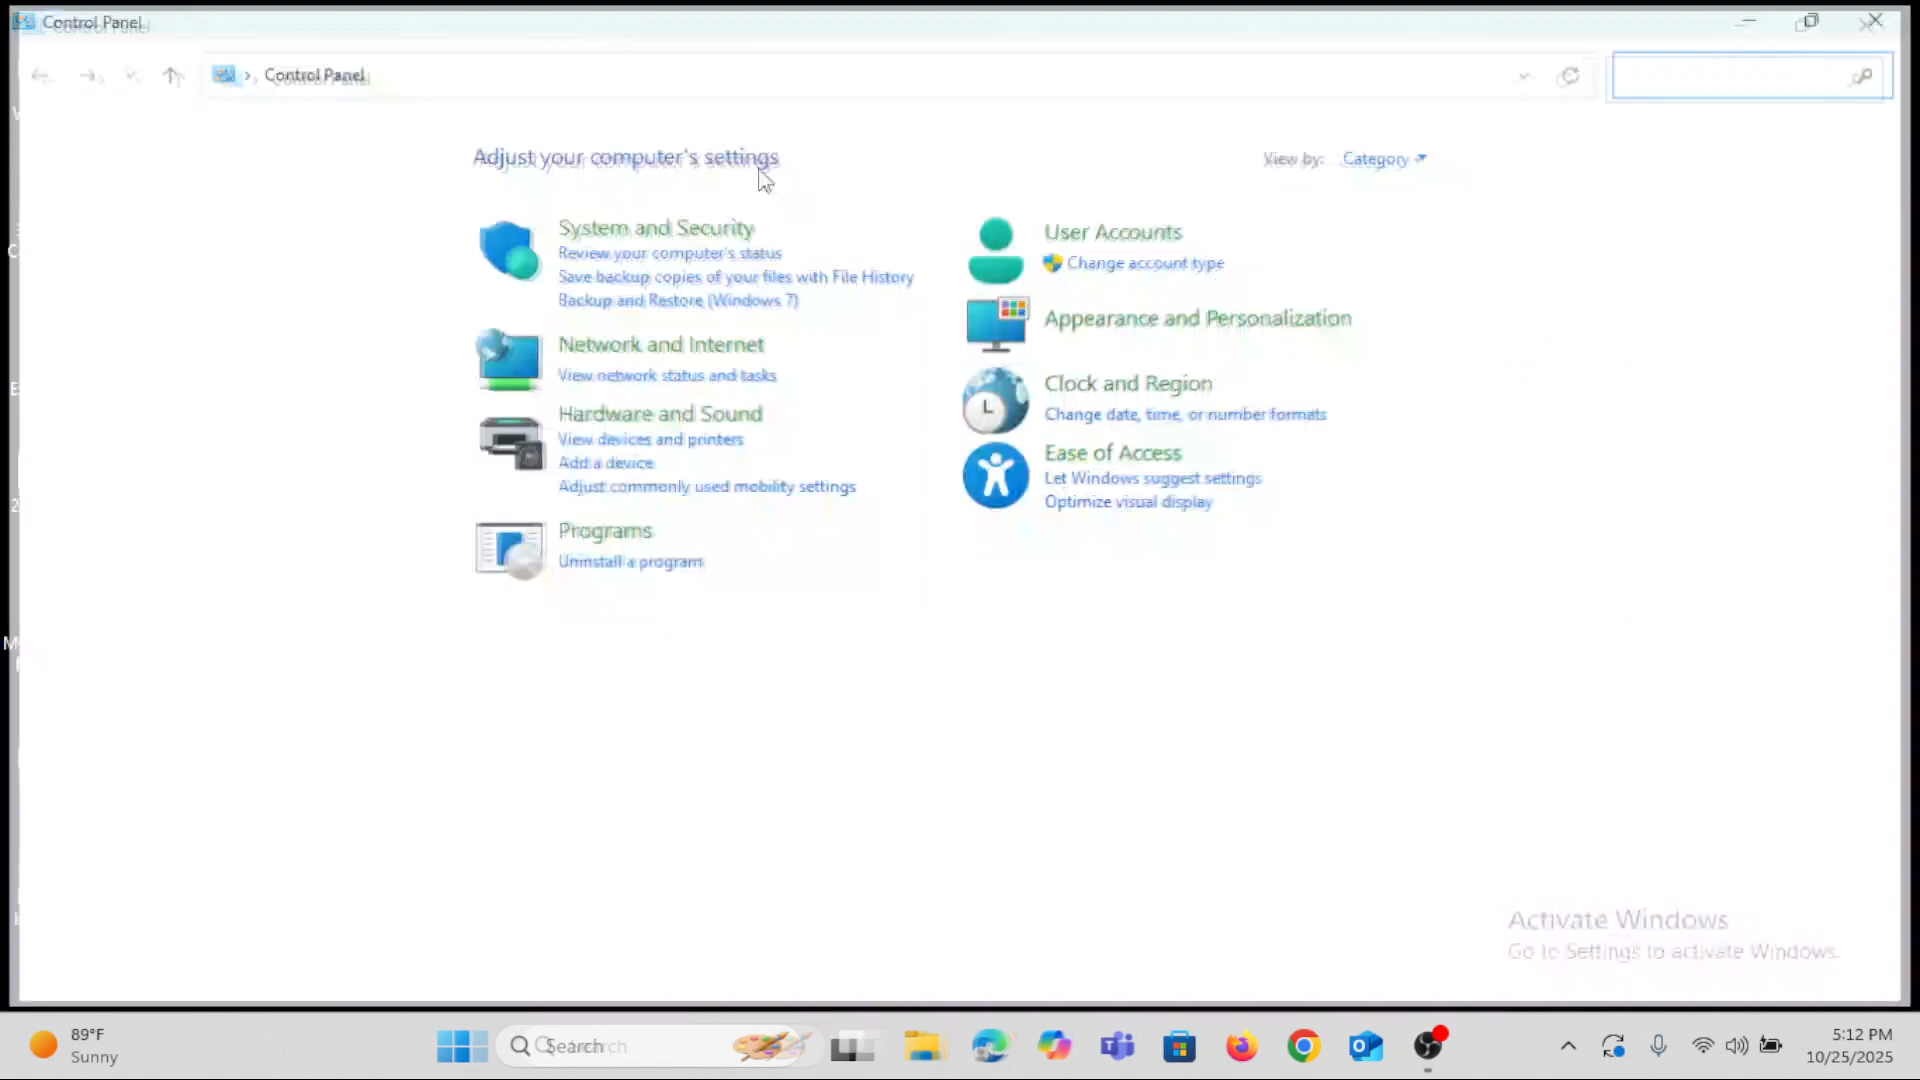 Control Panel
Control Panel
Adjust your computer's settings
View by: Category
System and Security
Review your computer's status
Save backup copies of your files with File History
Backup and Restore (Windows 7)
Network and Internet
View network status and tasks
Hardware and Sound
View devices and printers
Add a device
Adjust commonly used mobility settings
Programs
Uninstall a program
User Accounts
Change account type
Appearance and Personalization
Clock and Region
Change date, time, or number formats
Ease of Access
Let Windows suggest settings
Optimize visual display
Activate Windows
Go to Settings to activate Windows.
89°F
Sunny
Search
5:12 PM
10/25/2025